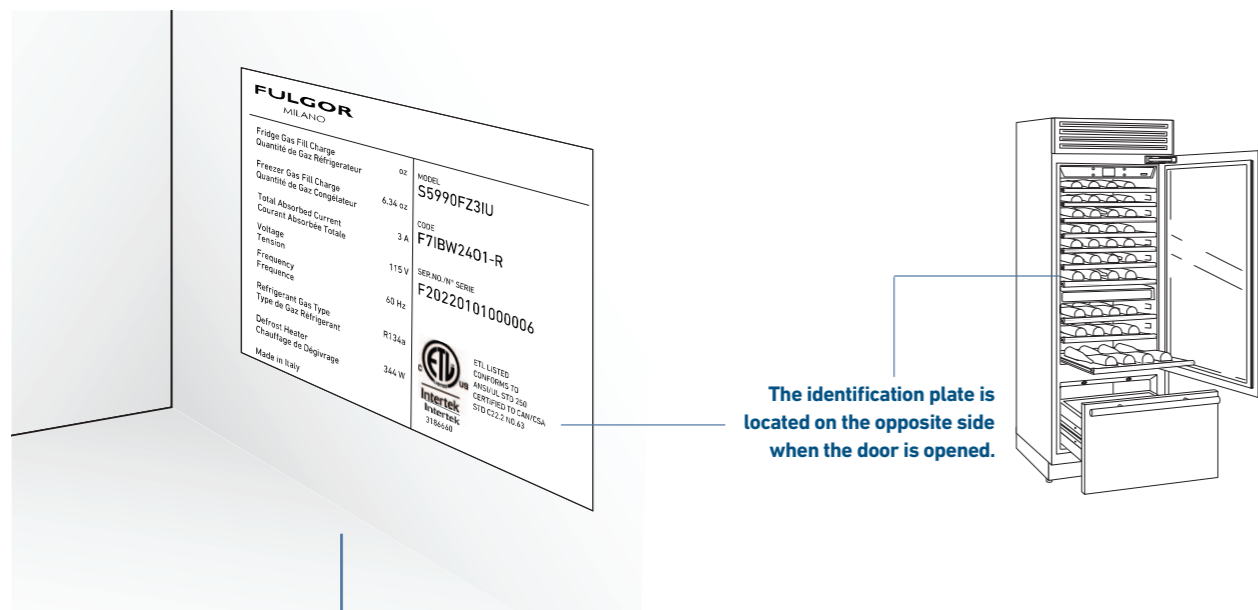 FULGOR
MILANO
Fridge Gas Fill Charge
Quantité de Gaz Réfrigerateur
oz
Freezer Gas Fill Charge
Quantité de Gaz Congélateur
6.34 oz
Total Absorbed Current
Courant Absorbée Totale
3 A
Voltage
Tension
115 V
Frequency
Frequence
60 Hz
Refrigerant Gas Type
Type de Gaz Réfrigerant
R134a
Defrost Heater
Chauffage de Dégivrage
344 W
Made in Italy
MODEL
S5990FZ3IU
CODE
F7IBW24O1-R
SER.NO./N° SERIE
F20220101000006
C ETL US
Intertek
Intertek
3186660
ETL LISTED
CONFORMS TO
ANSI/UL STD 250
CERTIFIED TO CAN/CSA
STD C22.2 NO.63
The identification plate is
located on the opposite side
when the door is opened.